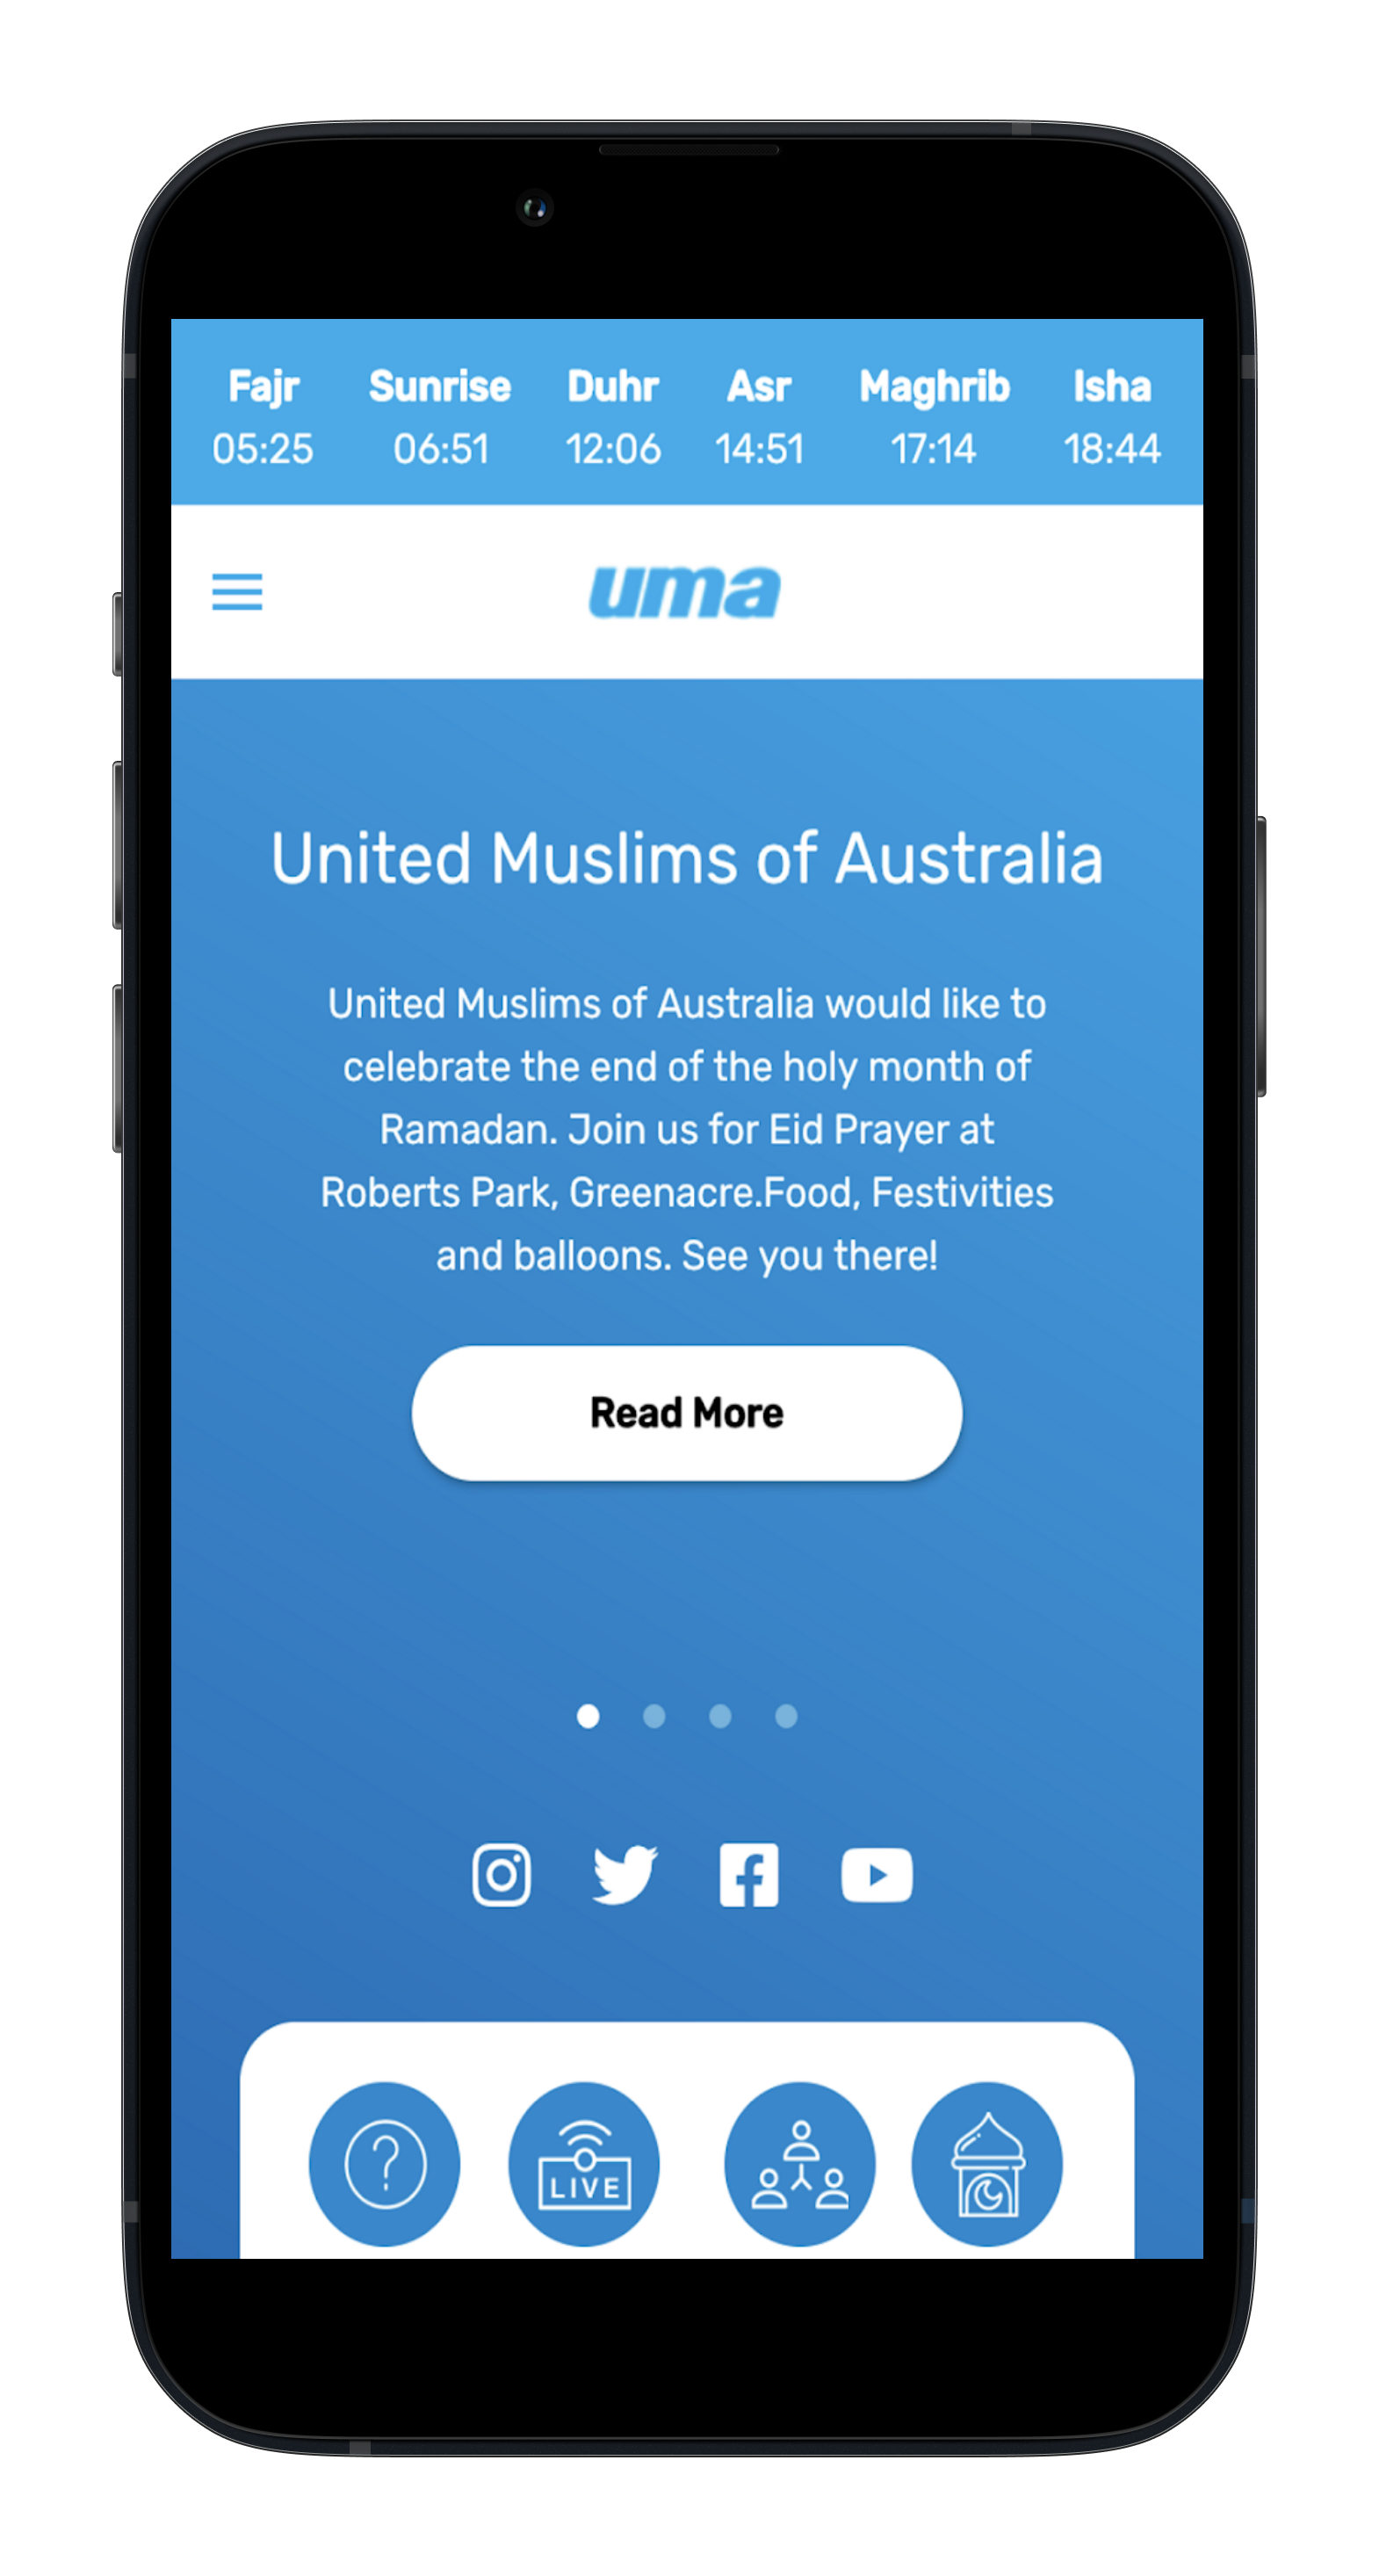 Fajr Sunrise Duhr Asr Maghrib Isha
05:25 06:51 12:06 14:51 17:14 18:44
uma
United Muslims of Australia
United Muslims of Australia would like to
celebrate the end of the holy month of
Ramadan. Join us for Eid Prayer at
Roberts Park, Greenacre.Food, Festivities
and balloons. See you there!
Read More
LIVE